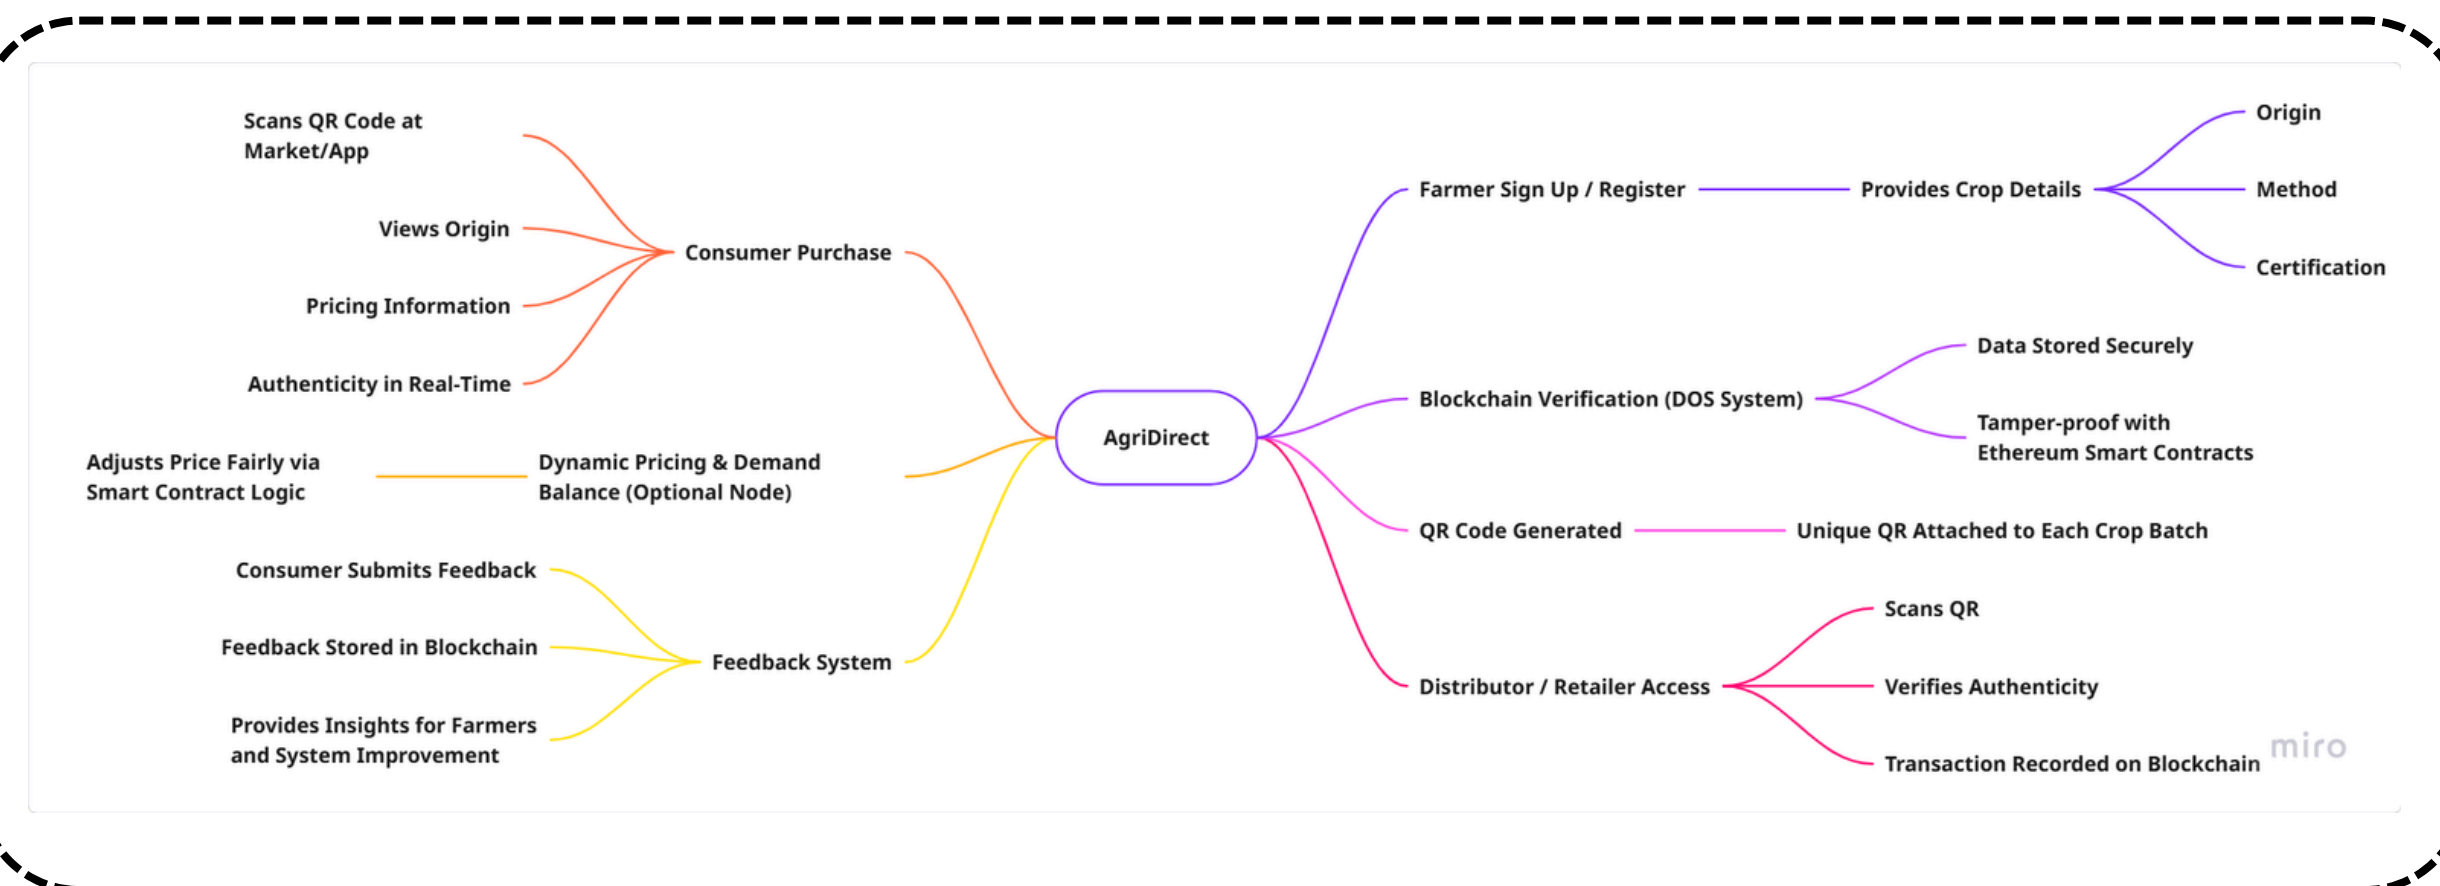 Scans QR Code at
Market/App
Views Origin
Pricing Information
Authenticity in Real-Time
Consumer Purchase
Adjusts Price Fairly via
Smart Contract Logic
Dynamic Pricing & Demand
Balance (Optional Node)
Consumer Submits Feedback
Feedback Stored in Blockchain
Provides Insights for Farmers
and System Improvement
Feedback System
AgriDirect
Farmer Sign Up / Register
Provides Crop Details
Origin
Method
Certification
Blockchain Verification (DOS System)
Data Stored Securely
Tamper-proof with
Ethereum Smart Contracts
QR Code Generated
Unique QR Attached to Each Crop Batch
Distributor / Retailer Access
Scans QR
Verifies Authenticity
Transaction Recorded on Blockchain
miro